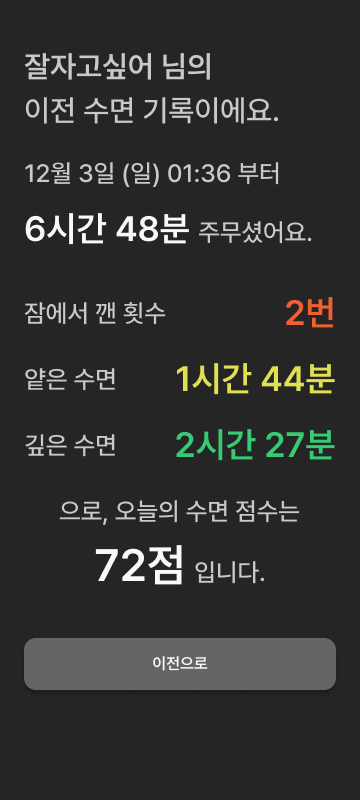 잘자고싶어 님의
이전 수면 기록이에요.
12월 3일 (일) 01:36 부터
6시간 48분 주무셨어요.
잠에서 깬 횟수 2번
얕은 수면 1시간 44분
깊은 수면 2시간 27분
으로, 오늘의 수면 점수는
72점 입니다.
이전으로